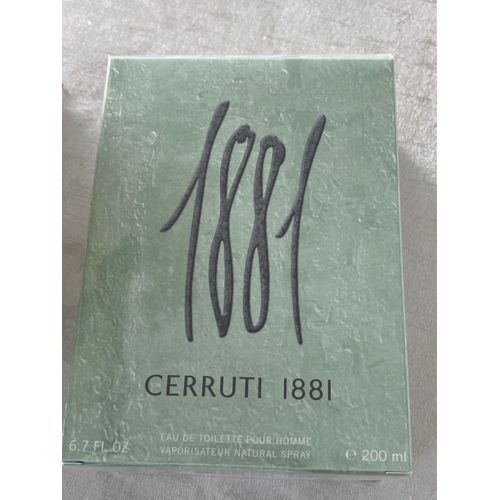 1881
CERRUTI 1881
EAU DE TOILETTE POUR HOMME
6.7 FL OZ VAPORISATEUR NATURAL SPRAY ℮ 200 ml